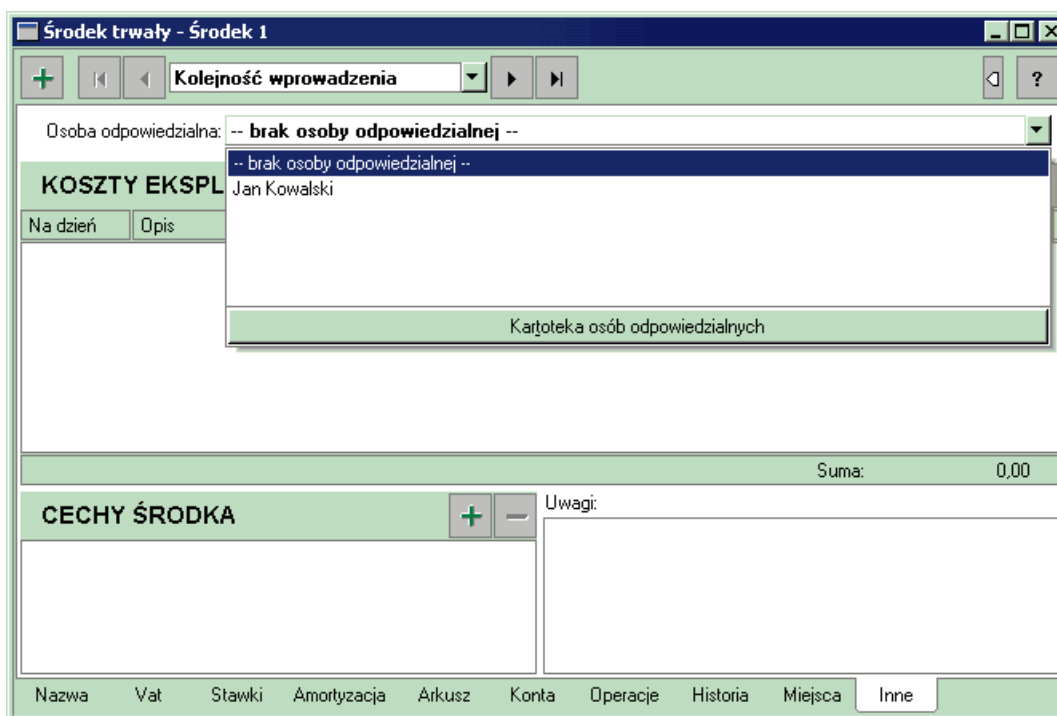 Środek trwały - Środek 1
Kolejność wprowadzenia
?
Osoba odpowiedzialna: -- brak osoby odpowiedzialnej --
-- brak osoby odpowiedzialnej --
KOSZTY EKSPL
Jan Kowalski
Na dzień Opis
Kartoteka osób odpowiedzialnych
Suma: 0,00
CECHY ŚRODKA
Uwagi:
Nazwa Vat Stawki Amortyzacja Arkusz Konta Operacje Historia Miejsca Inne